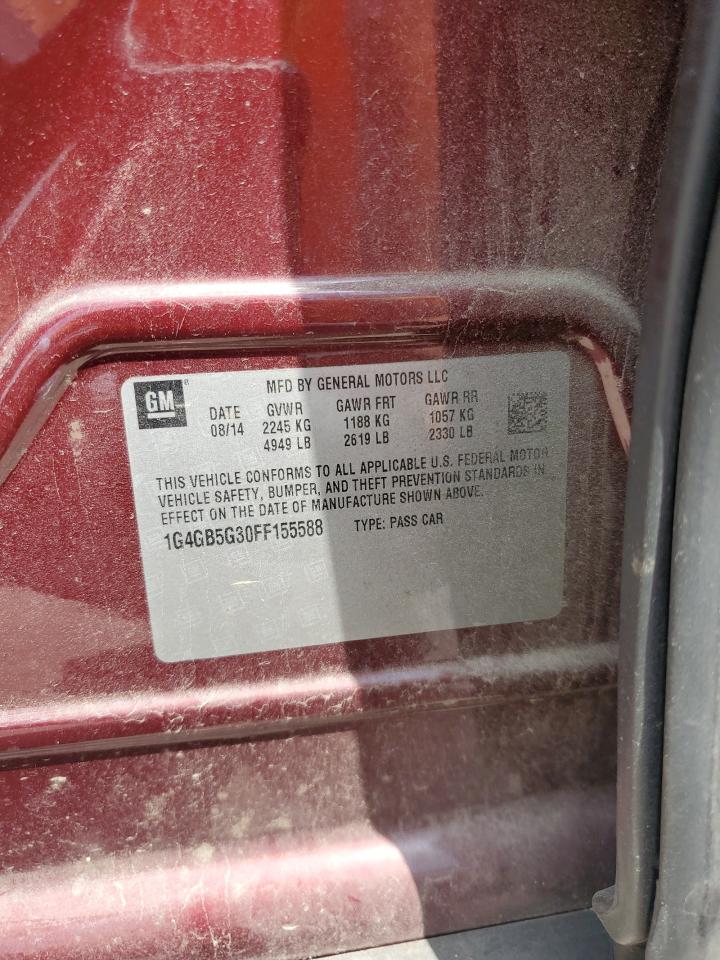 GM ®
MFD BY GENERAL MOTORS LLC
DATE GVWR GAWR FRT GAWR RR
08/14 2245 KG 1188 KG 1057 KG
4949 LB 2619 LB 2330 LB
THIS VEHICLE CONFORMS TO ALL APPLICABLE U.S. FEDERAL MOTOR
VEHICLE SAFETY, BUMPER, AND THEFT PREVENTION STANDARDS IN
EFFECT ON THE DATE OF MANUFACTURE SHOWN ABOVE.
1G4GB5G30FF155588 TYPE: PASS CAR